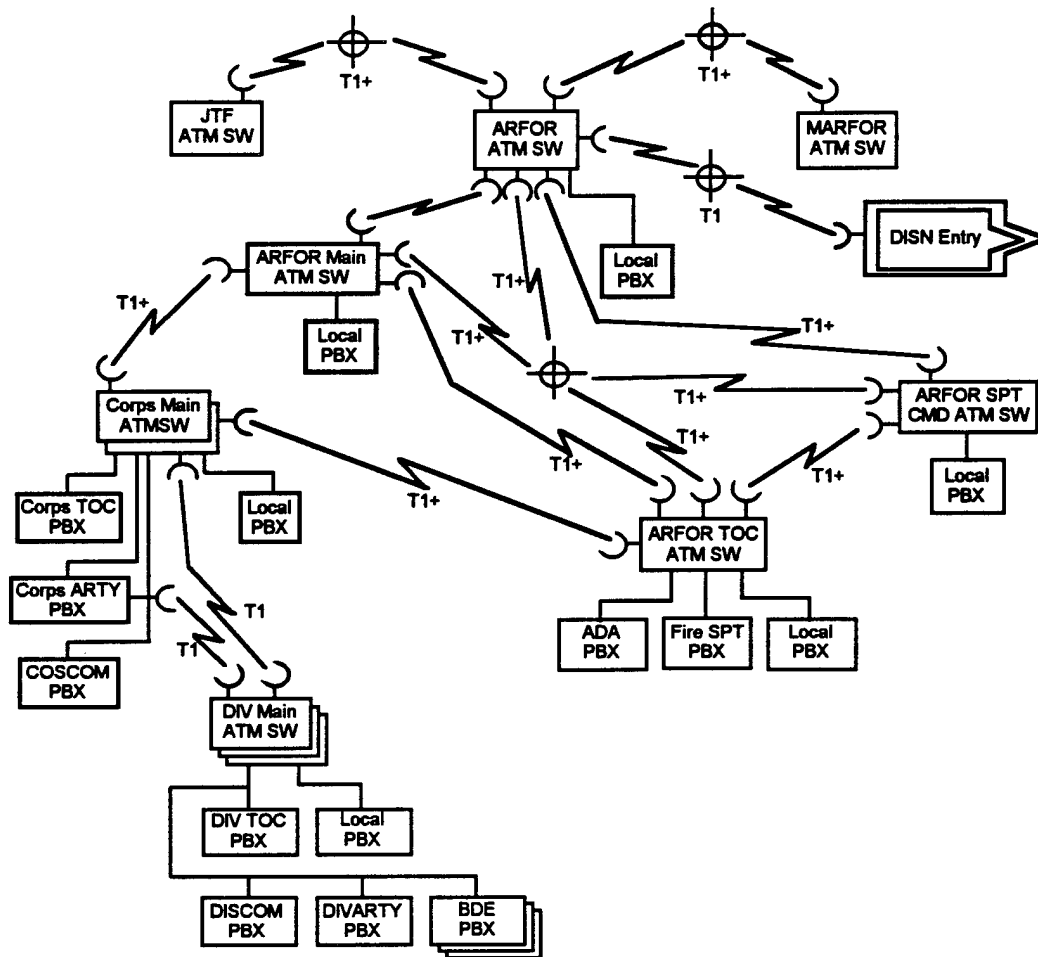 T1+
T1+
JTF
ATM SW
ARFOR
ATM SW
MARFOR
ATM SW
T1
DISN Entry
ARFOR Main
ATM SW
Local
PBX
T1+
T1+
Local
PBX
T1+
T1+
T1+
ARFOR SPT
CMD ATM SW
Corps Main
ATMSW
T1+
T1+
T1+
T1+
Local
PBX
Corps TOC
PBX
Local
PBX
ARFOR TOC
ATM SW
Corps ARTY
PBX
T1
T1
ADA
PBX
Fire SPT
PBX
Local
PBX
COSCOM
PBX
DIV Main
ATM SW
DIV TOC
PBX
Local
PBX
DISCOM
PBX
DIVARTY
PBX
BDE
PBX